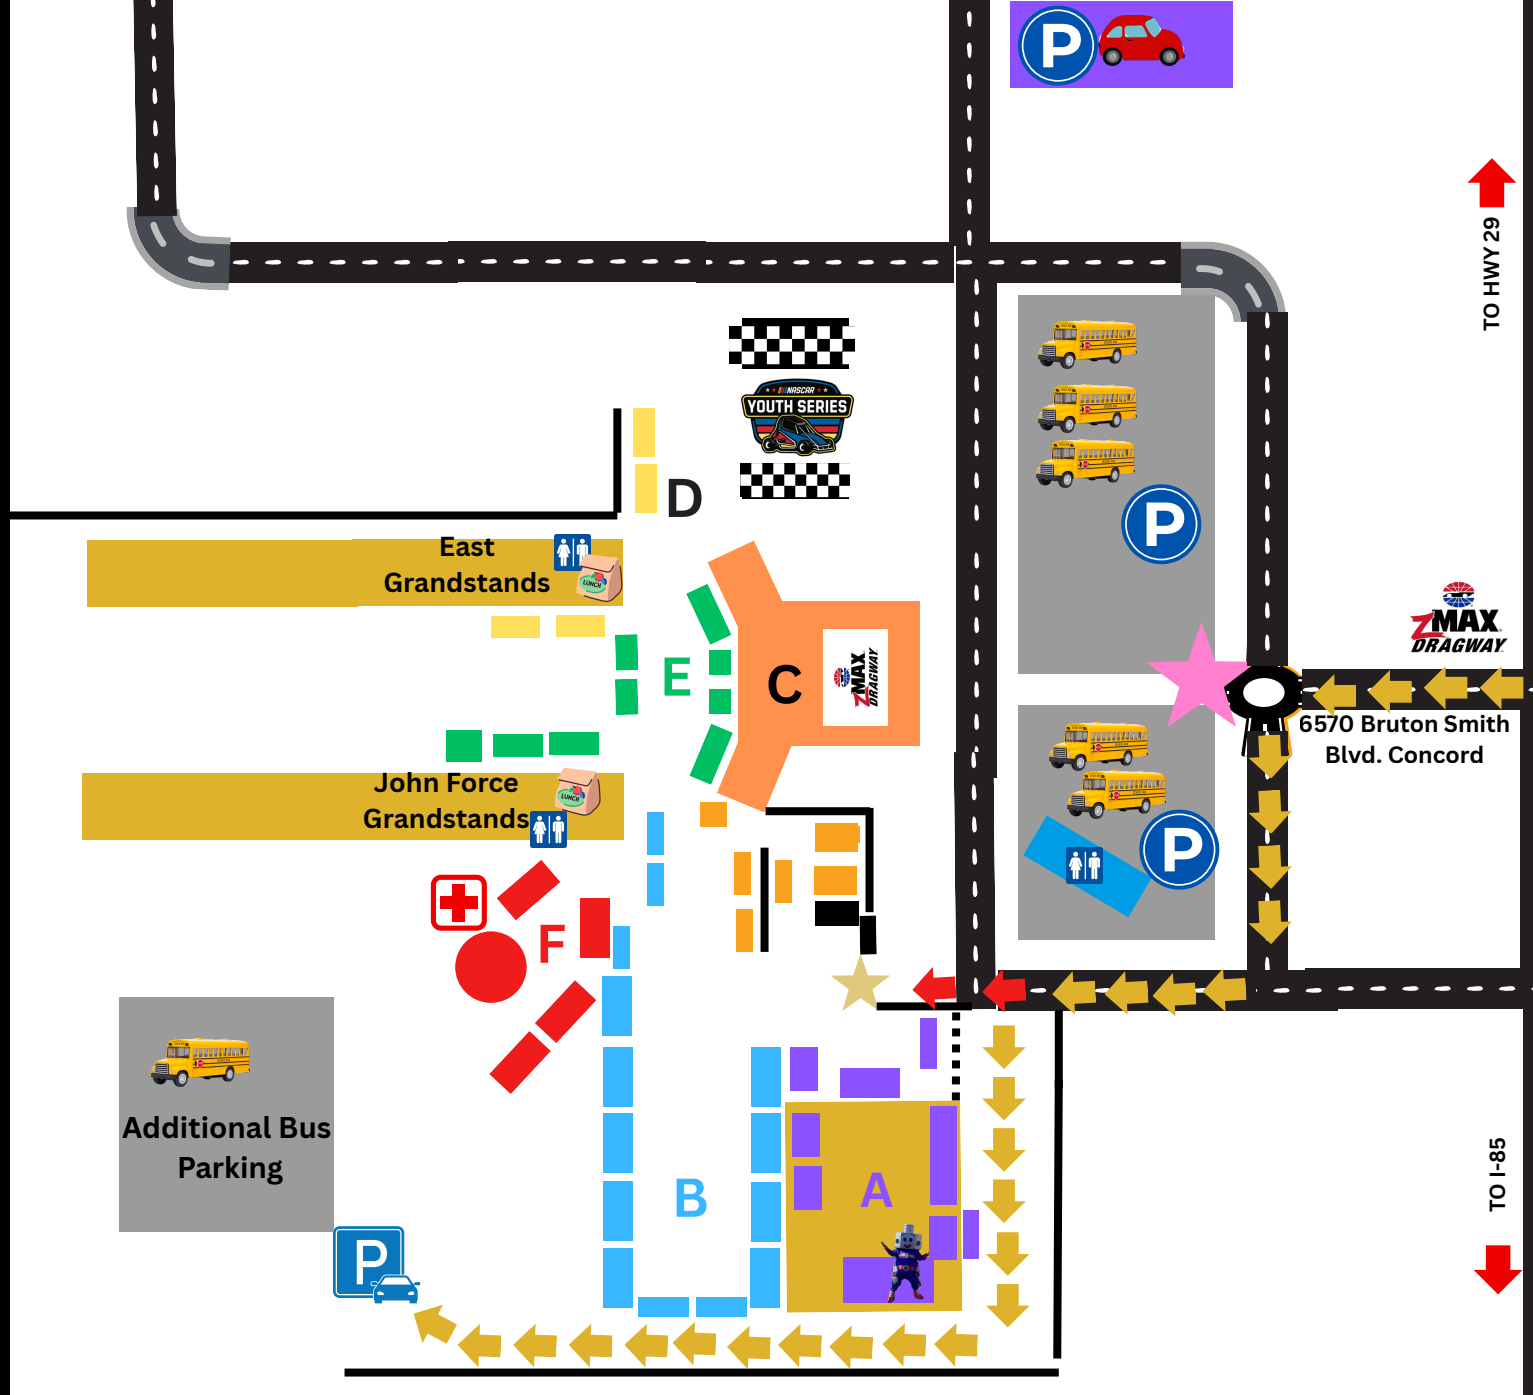 P
TO HWY 29
NASCAR
YOUTH SERIES
D
P
East
Grandstands
LUNCH
ZMAX
DRAGWAY
E
C
ZMAX
DRAGWAY
6570 Bruton Smith
Blvd. Concord
John Force
Grandstands
LUNCH
P
F
Additional Bus
Parking
B
A
TO I-85
P